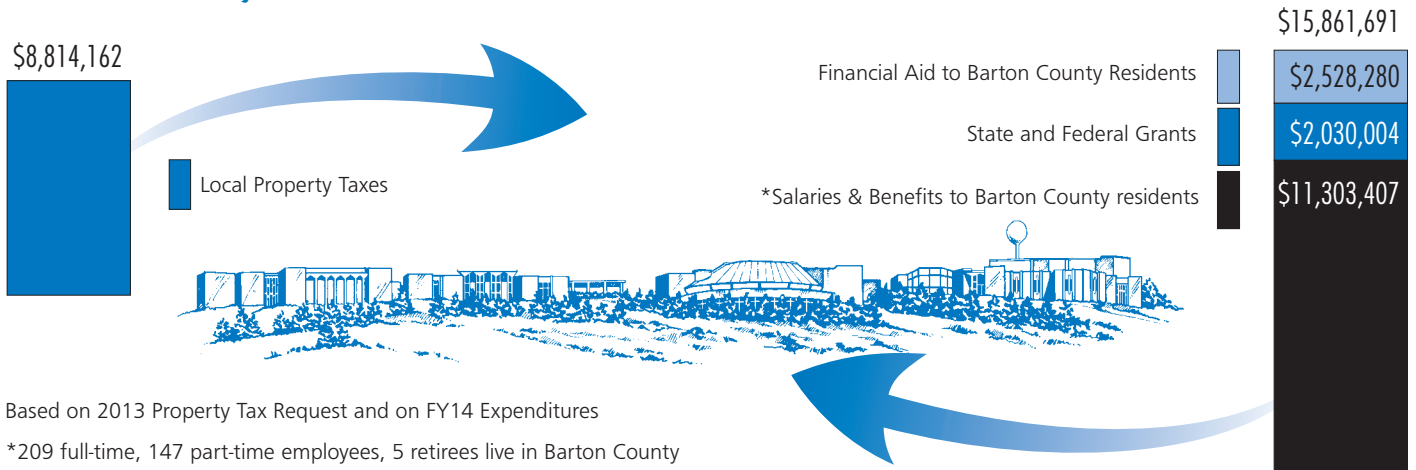 $8,814,162
Local Property Taxes
$15,861,691
Financial Aid to Barton County Residents
$2,528,280
State and Federal Grants
$2,030,004
*Salaries & Benefits to Barton County residents
$11,303,407
Based on 2013 Property Tax Request and on FY14 Expenditures
*209 full-time, 147 part-time employees, 5 retirees live in Barton County